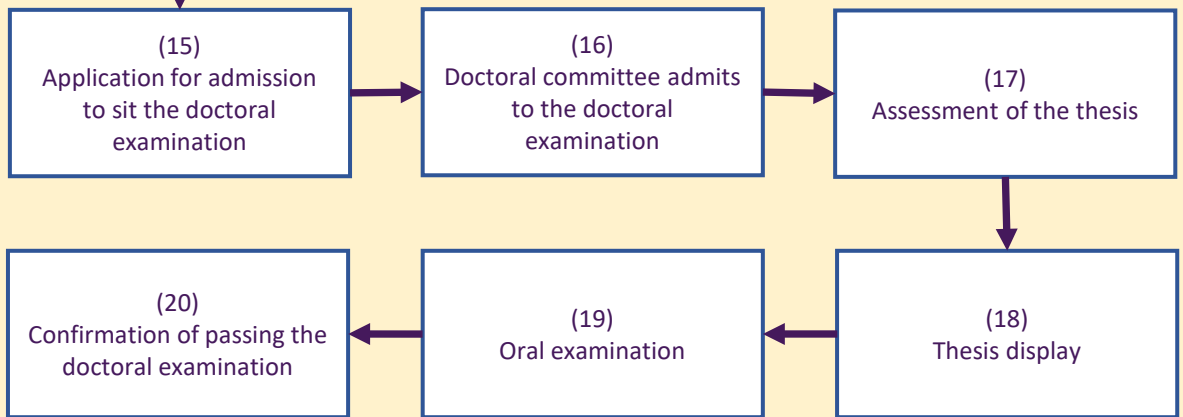 (15)
Application for admission
to sit the doctoral
examination
(16)
Doctoral committee admits
to the doctoral
examination
(17)
Assessment of the thesis
(18)
Thesis display
(19)
Oral examination
(20)
Confirmation of passing the
doctoral examination